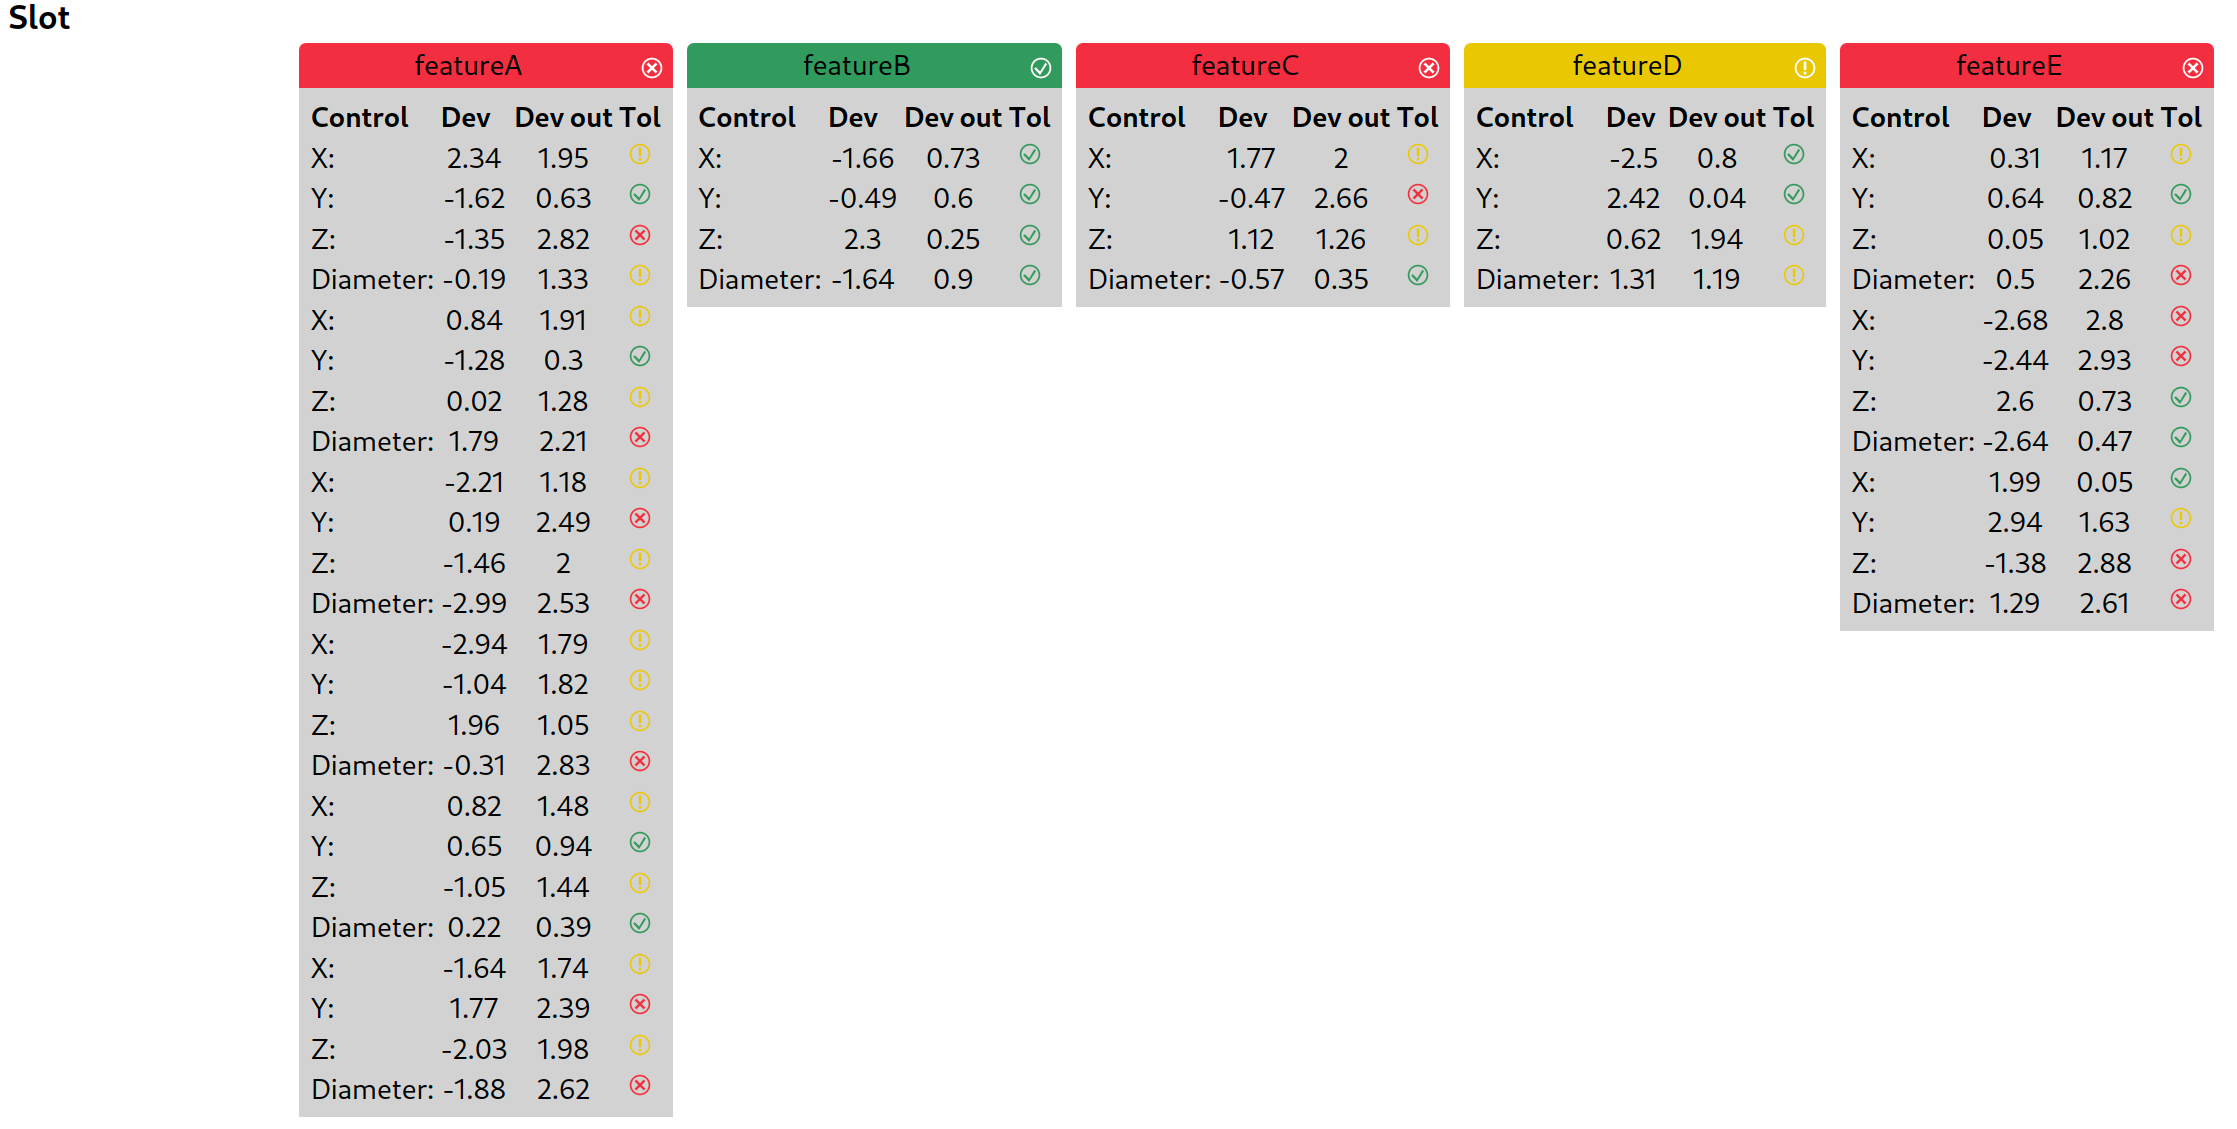 Slot
featureA
Control Dev Dev out Tol
X: 2.34 1.95
Y: -1.62 0.63
Z: -1.35 2.82
Diameter: -0.19 1.33
X: 0.84 1.91
Y: -1.28 0.3
Z: 0.02 1.28
Diameter: 1.79 2.21
X: -2.21 1.18
Y: 0.19 2.49
Z: -1.46 2
Diameter: -2.99 2.53
X: -2.94 1.79
Y: -1.04 1.82
Z: 1.96 1.05
Diameter: -0.31 2.83
X: 0.82 1.48
Y: 0.65 0.94
Z: -1.05 1.44
Diameter: 0.22 0.39
X: -1.64 1.74
Y: 1.77 2.39
Z: -2.03 1.98
Diameter: -1.88 2.62
featureB
Control Dev Dev out Tol
X: -1.66 0.73
Y: -0.49 0.6
Z: 2.3 0.25
Diameter: -1.64 0.9
featureC
Control Dev Dev out Tol
X: 1.77 2
Y: -0.47 2.66
Z: 1.12 1.26
Diameter: -0.57 0.35
featureD
Control Dev Dev out Tol
X: -2.5 0.8
Y: 2.42 0.04
Z: 0.62 1.94
Diameter: 1.31 1.19
featureE
Control Dev Dev out Tol
X: 0.31 1.17
Y: 0.64 0.82
Z: 0.05 1.02
Diameter: 0.5 2.26
X: -2.68 2.8
Y: -2.44 2.93
Z: 2.6 0.73
Diameter: -2.64 0.47
X: 1.99 0.05
Y: 2.94 1.63
Z: -1.38 2.88
Diameter: 1.29 2.61